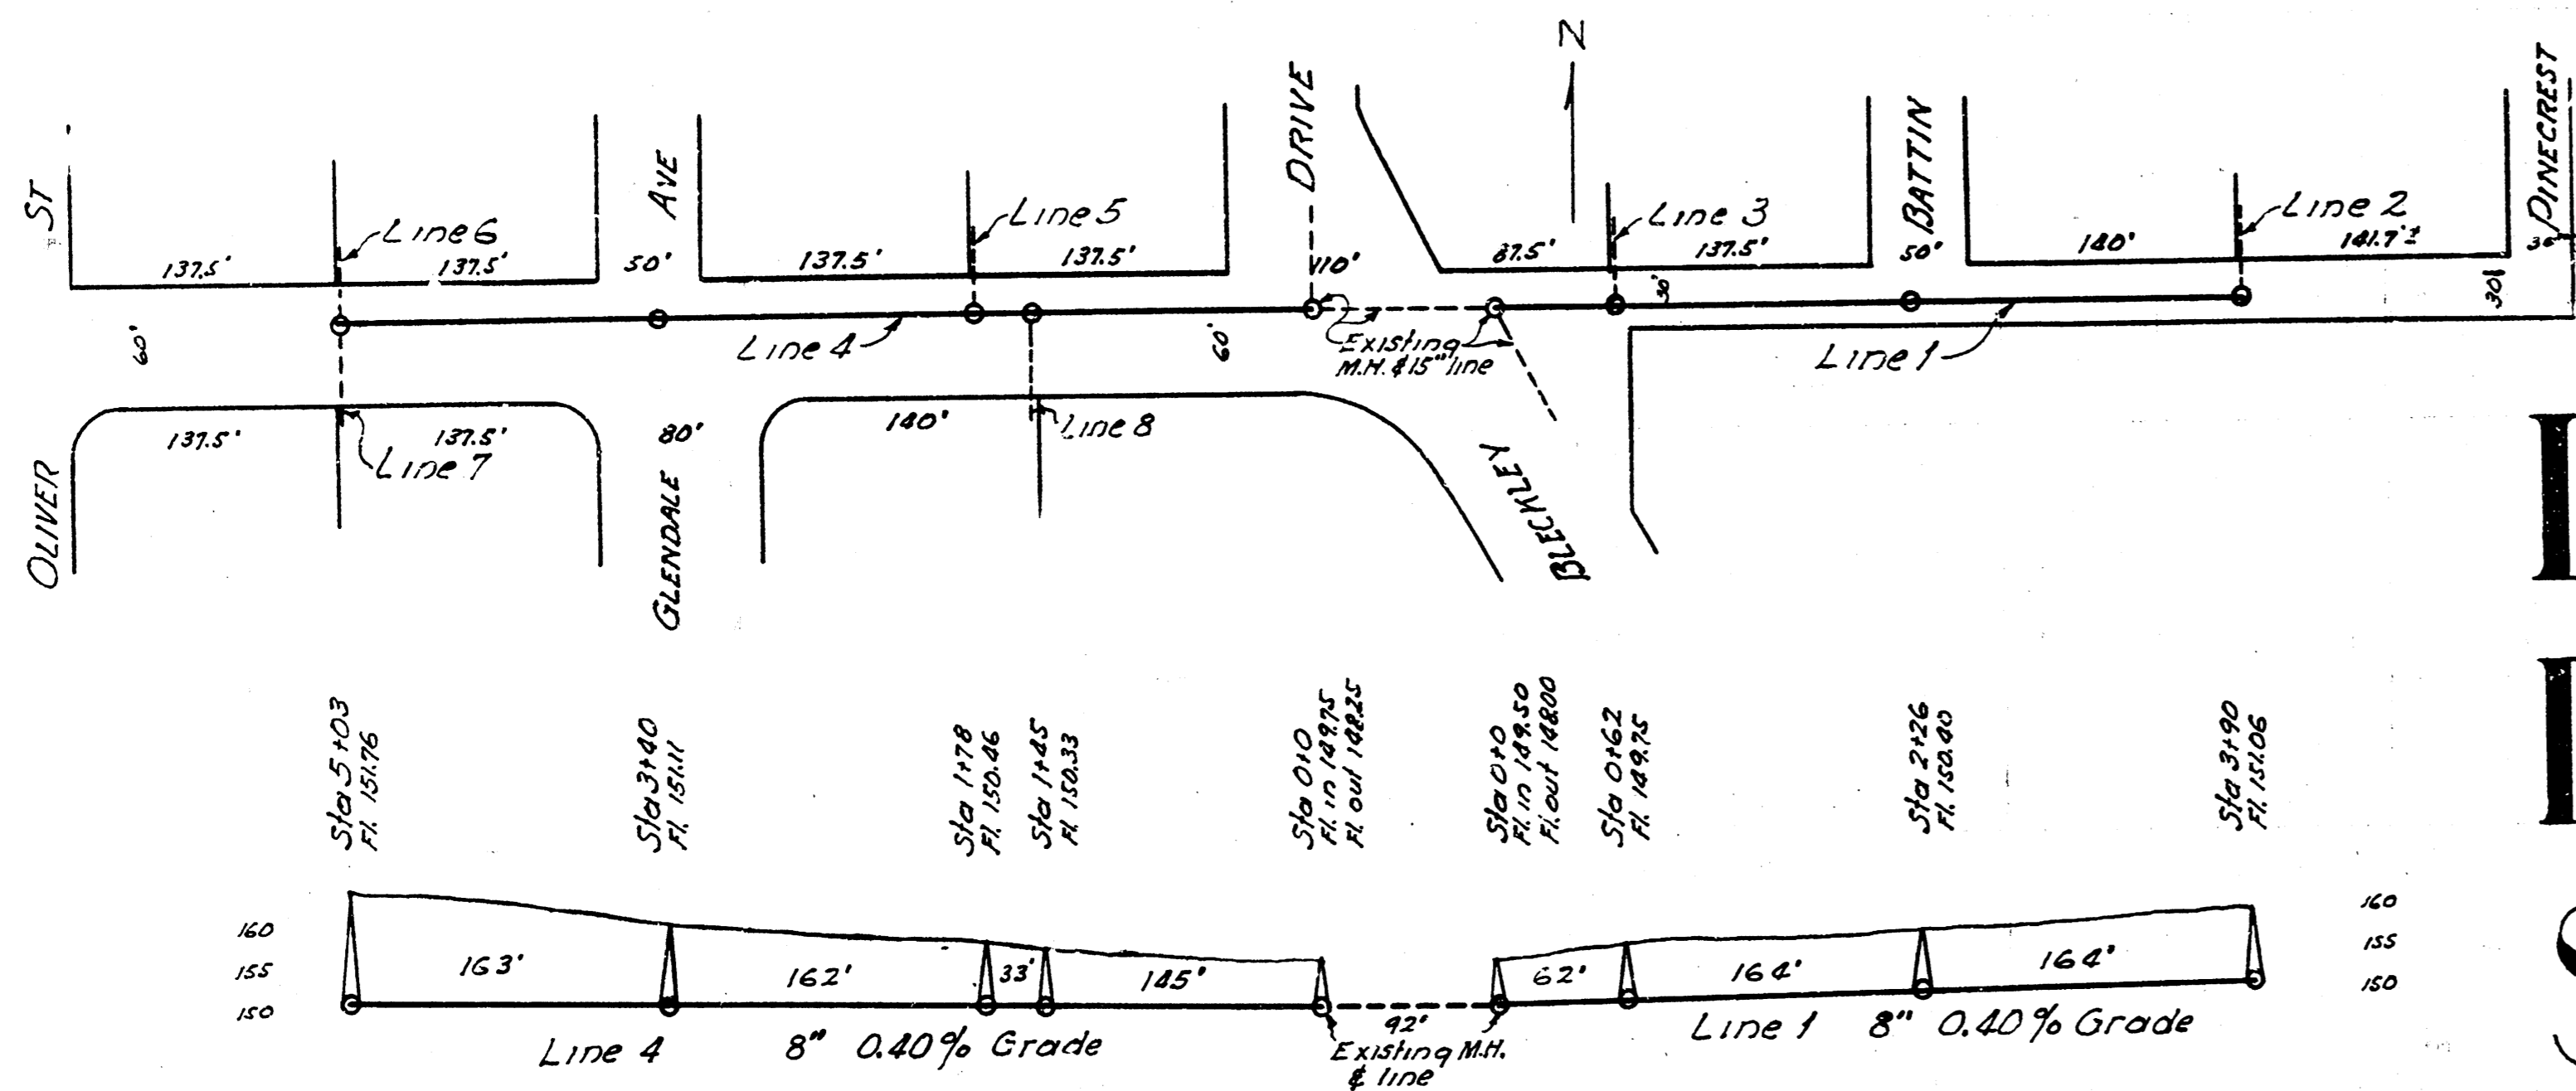 N
ST
Line 6
137.5'
137.5'
AVE
50'
Line 5
137.5'
137.5'
DRIVE
110'
Line 3
87.5'
137.5'
30'
BATTIN
50'
Line 2
140'
141.7'±
PINECREST
30'
60'
Line 4
60'
Existing
M.H. & 15" line
Line 1
137.5'
137.5'
Line 7
80'
140'
Line 8
OLIVER
GLENDALE
BLECKLEY
Sta 5+03
Fl. 151.76
Sta 3+40
Fl. 151.11
Sta 1+78
Fl. 150.46
Sta 1+45
Fl. 150.33
Sta 0+0
Fl. in 149.75
Fl. out 148.25
Sta 0+0
Fl. in 149.50
Fl. out 148.00
Sta 0+62
Fl. 149.75
Sta 2+26
Fl. 150.40
Sta 3+90
Fl. 151.06
160
155
150
163'
162'
33'
145'
92'
62'
164'
164'
160
155
150
Line 4 8" 0.40% Grade
Existing M.H.
& line
Line 1 8" 0.40% Grade